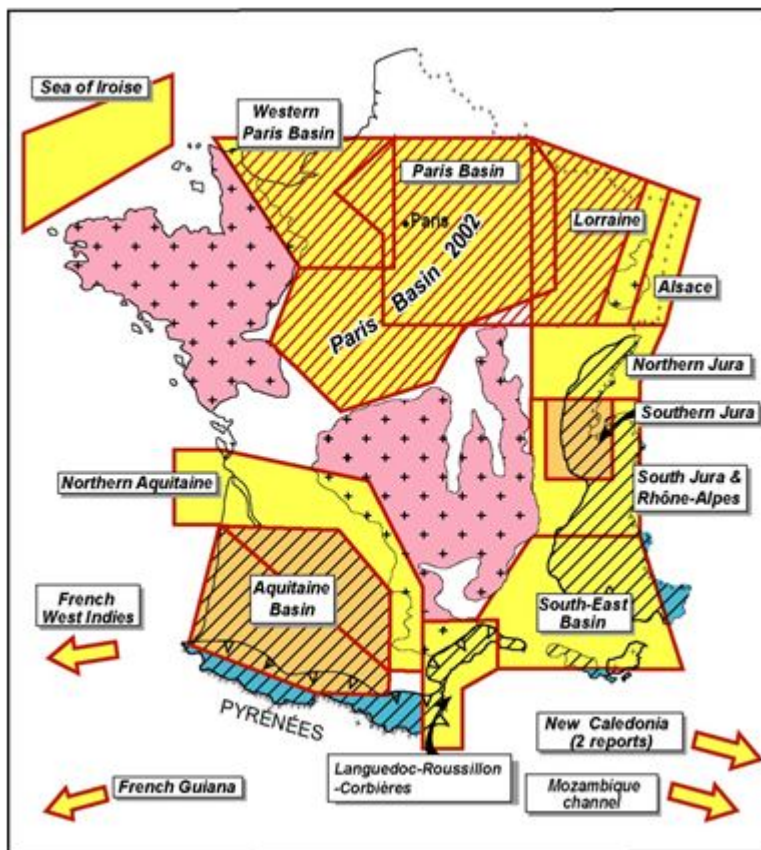 Sea of Iroise
Western
Paris Basin
Paris Basin
Paris
Lorraine
Paris Basin 2002
Alsace
Northern Jura
Southern Jura
South Jura &
Rhône-Alpes
Northern Aquitaine
Aquitaine
Basin
South-East
Basin
French
West Indies
PYRÉNÉES
New Caledonia
(2 reports)
Languedoc-Roussillon
-Corbières
French Guiana
Mozambique
channel